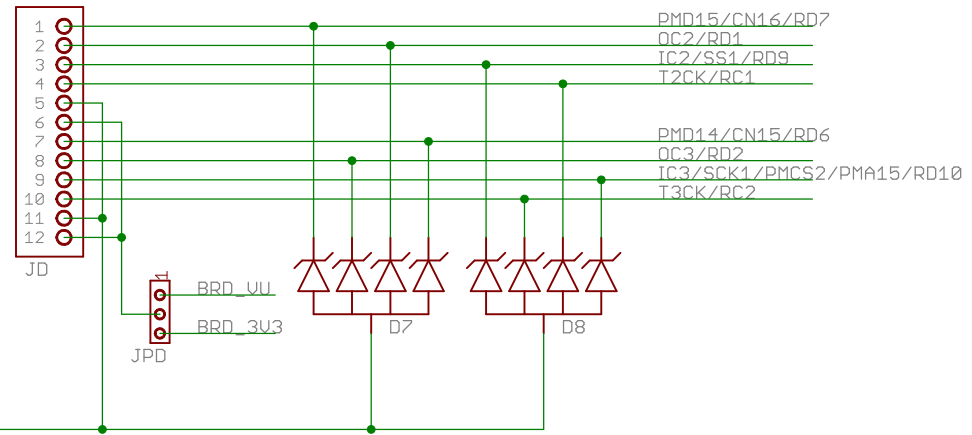 1 PMD15/CN16/RD7
2 OC2/RD1
3 IC2/SS1/RD9
4 T2CK/RC1
5
6
7 PMD14/CN15/RD6
8 OC3/RD2
9 IC3/SCK1/PMCS2/PMA15/RD10
10 T3CK/RC2
11
12
JD
1
BRD_VU
BRD_3V3
JPD
D7
D8